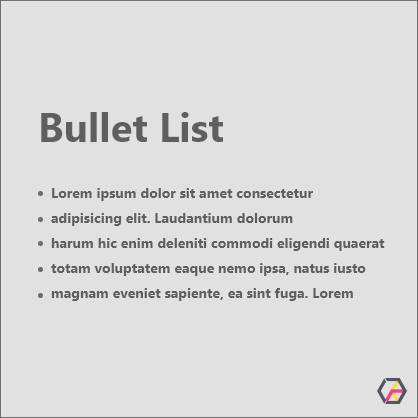 Bullet List
• Lorem ipsum dolor sit amet consectetur
• adipisicing elit. Laudantium dolorum
• harum hic enim deleniti commodi eligendi quaerat
• totam voluptatem eaque nemo ipsa, natus iusto
• magnam eveniet sapiente, ea sint fuga. Lorem